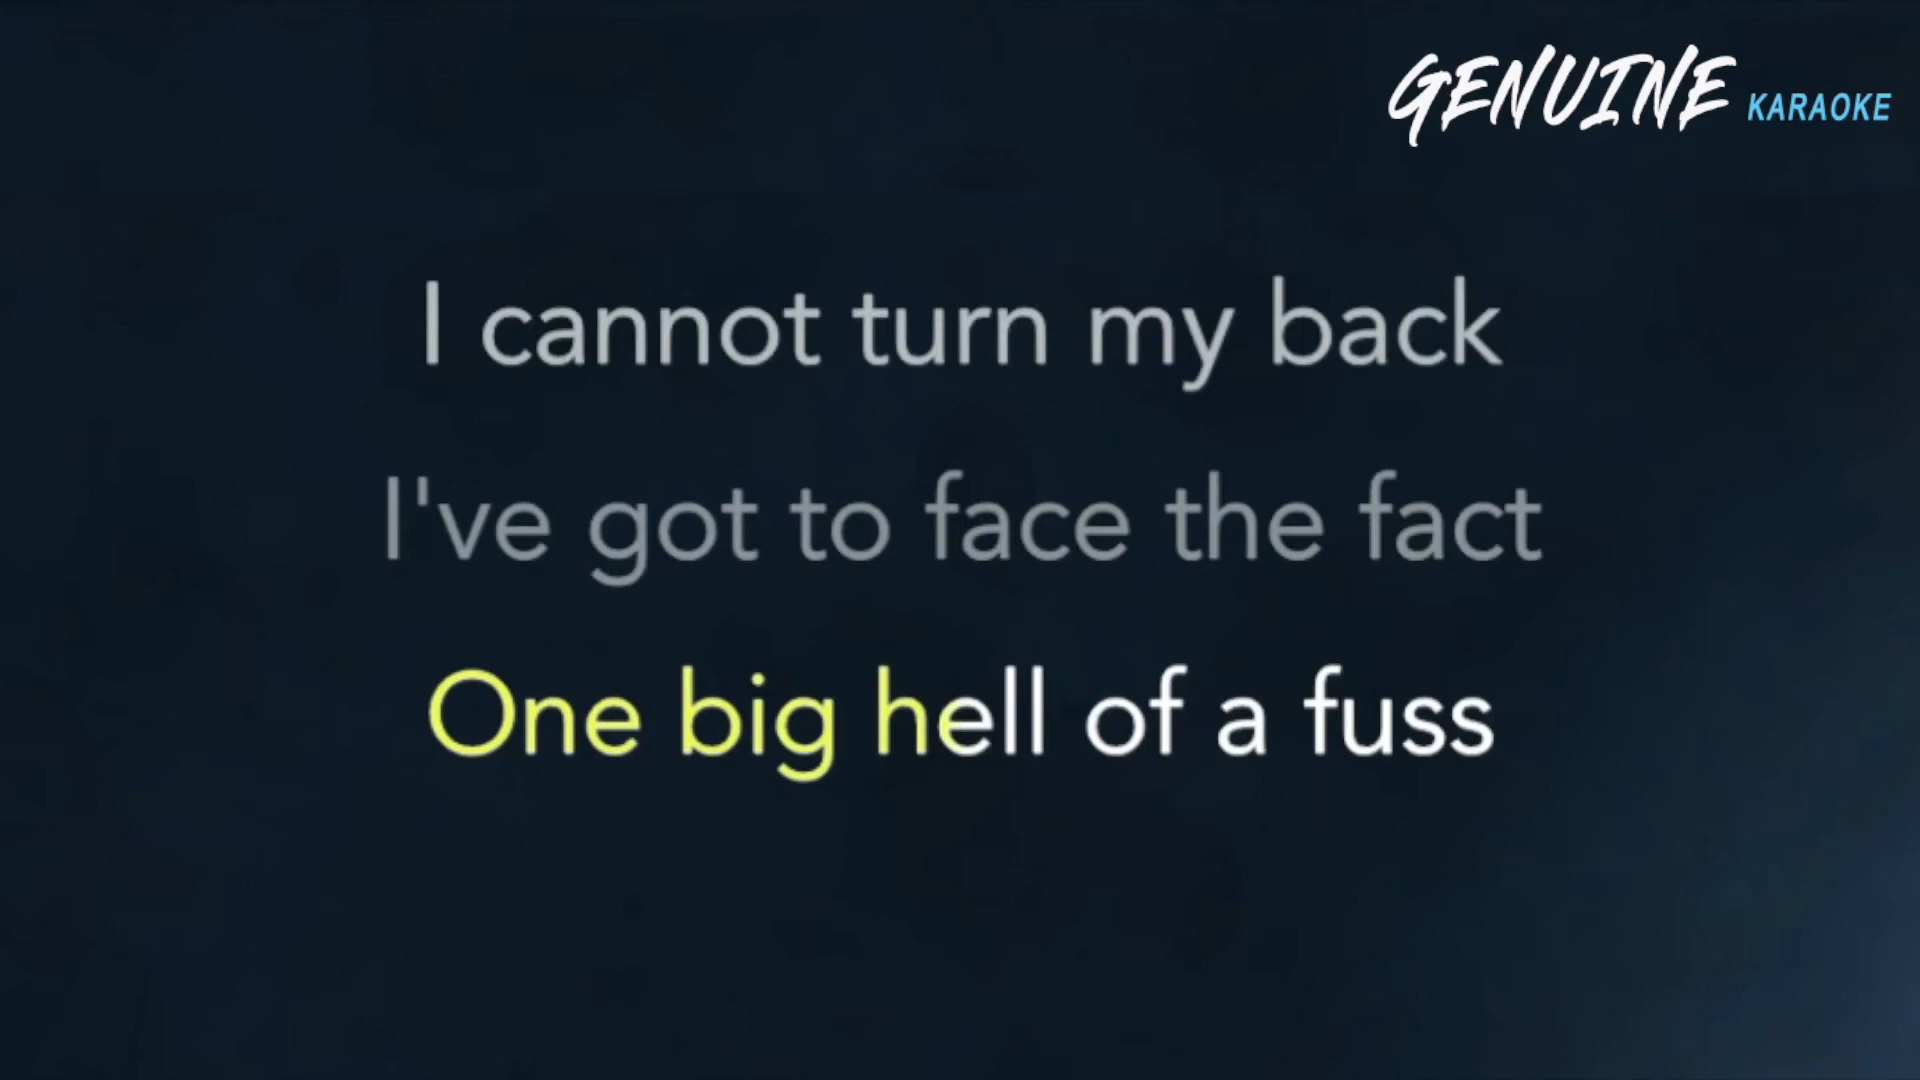 GENUINE KARAOKE
I cannot turn my back
I've got to face the fact
One big hell of a fuss